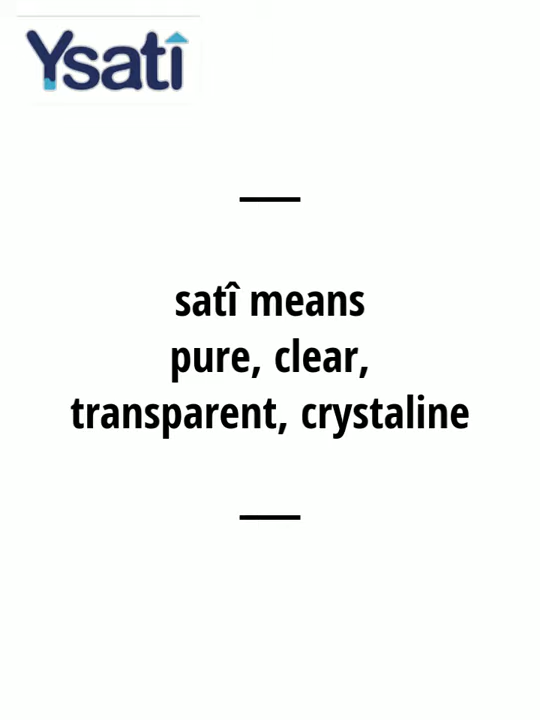 Ysatî
satî means
pure, clear,
transparent, crystaline